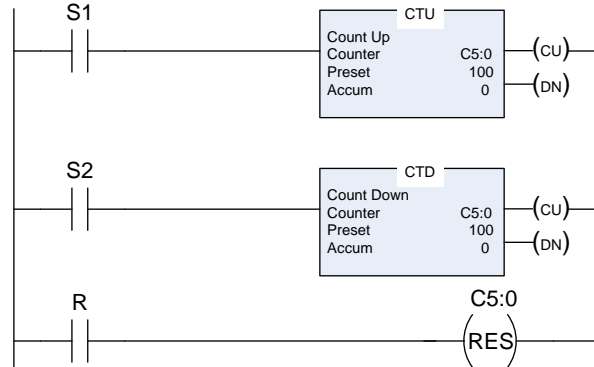 S1
CTU
Count Up
Counter C5:0
Preset 100
Accum 0
(CU)
(DN)
S2
CTD
Count Down
Counter C5:0
Preset 100
Accum 0
(CU)
(DN)
R
C5:0
(RES)